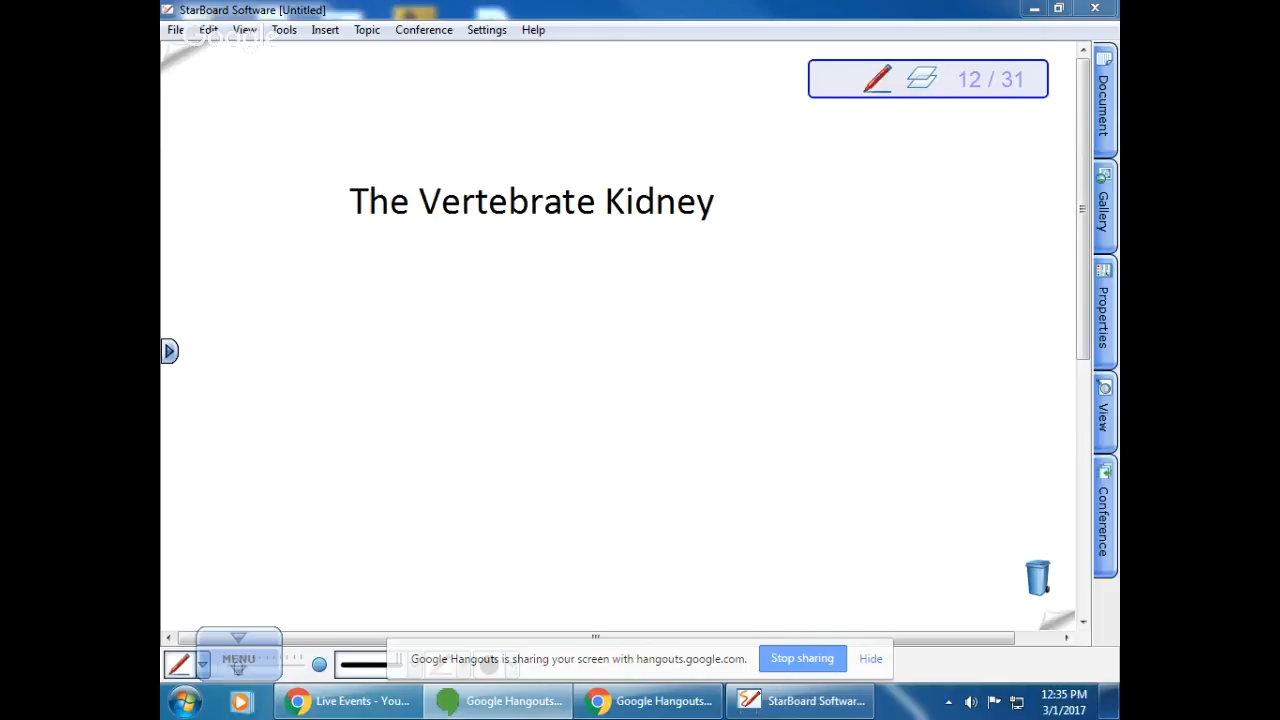 StarBoard Software [Untitled]
File Edit View Tools Insert Topic Conference Settings Help
Google
12 / 31
Document
The Vertebrate Kidney
Gallery
Properties
View
Conference
MENU
Google Hangouts is sharing your screen with hangouts.google.com. Stop sharing Hide
Live Events - You... Google Hangouts... Google Hangouts... StarBoard Softwar...
12:35 PM
3/1/2017